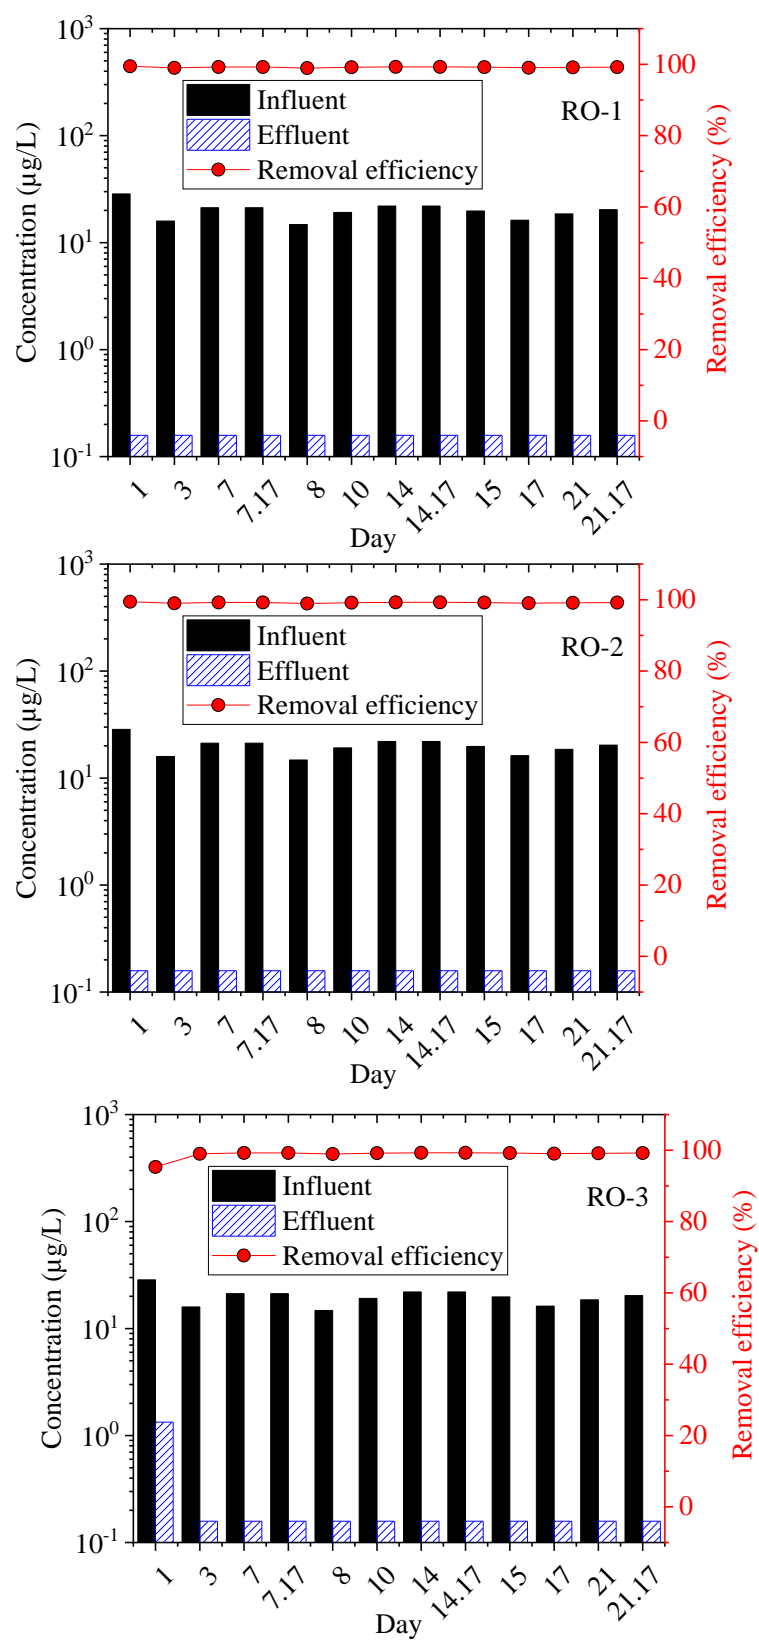 10³
10²
10¹
10⁰
10⁻¹
Concentration (µg/L)
Influent
Effluent
Removal efficiency
RO-1
100
80
60
40
20
0
Removal efficiency (%)
1 3 7 7.17 8 10 14 14.17 15 17 21 21.17
Day
10³
10²
10¹
10⁰
10⁻¹
Concentration (µg/L)
Influent
Effluent
Removal efficiency
RO-2
100
80
60
40
20
0
Removal efficiency (%)
1 3 7 7.17 8 10 14 14.17 15 17 21 21.17
Day
10³
10²
10¹
10⁰
10⁻¹
Concentration (µg/L)
Influent
Effluent
Removal efficiency
RO-3
100
80
60
40
20
0
Removal efficiency (%)
1 3 7 7.17 8 10 14 14.17 15 17 21 21.17
Day